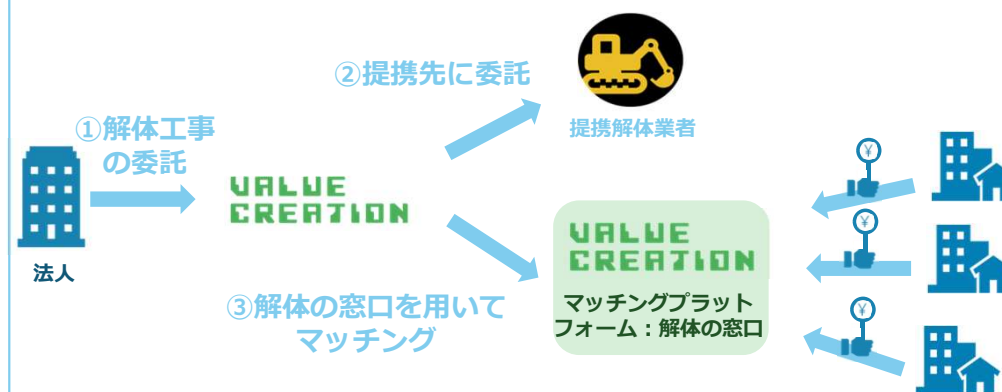 ②提携先に委託
提携解体業者
①解体工事
の委託
¥
VALUE
CREATION
法人
¥
VALUE
CREATION
マッチングプラット
フォーム：解体の窓口
③解体の窓口を用いて
マッチング
¥